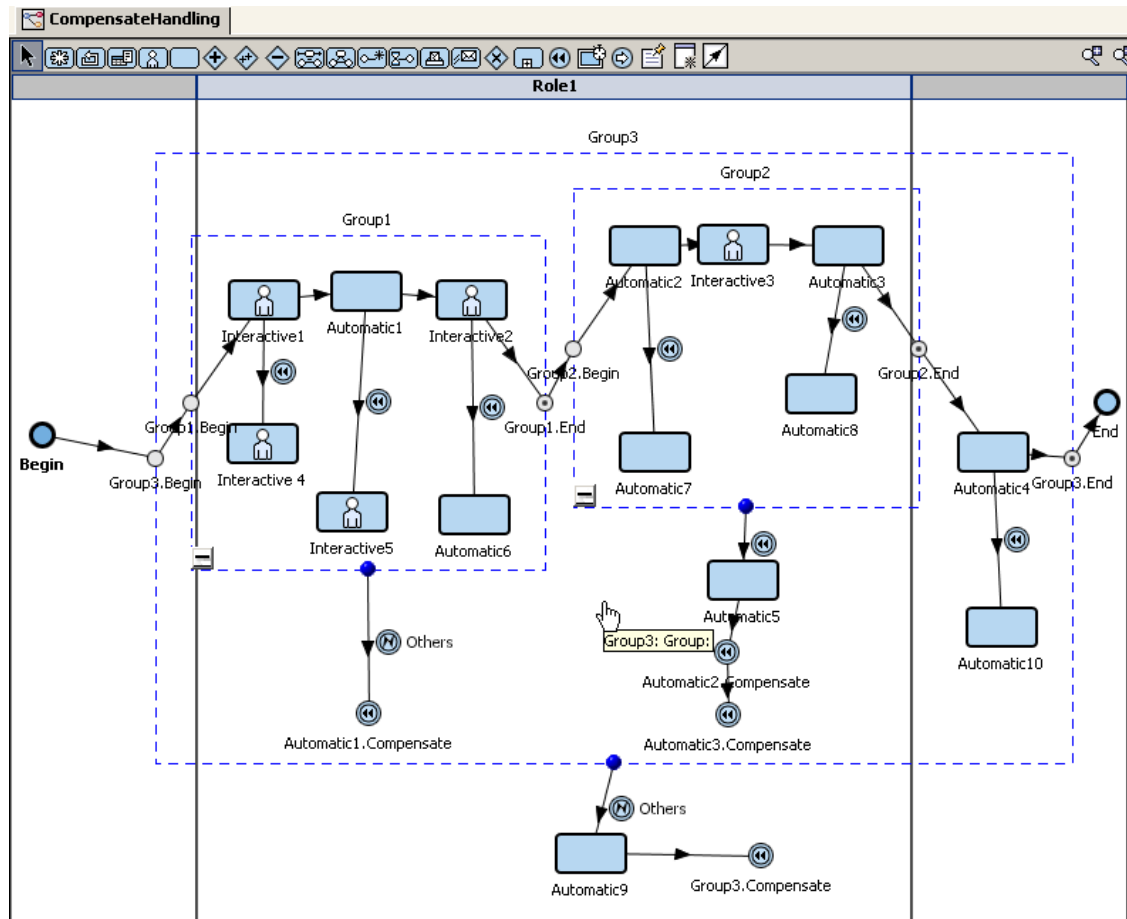 CompensateHandling
Role1
Group3
Group2
Group1
Automatic2
Interactive3
Automatic3
Interactive1
Automatic1
Interactive2
Group2.Begin
Group2.End
Group1.Begin
Group1.End
End
Begin
Group3.Begin
Interactive 4
Automatic8
Automatic7
Automatic4
Group3.End
Interactive5
Automatic6
Automatic5
Others
Group3: Group:
Automatic10
Automatic2.Compensate
Automatic1.Compensate
Automatic3.Compensate
Others
Automatic9
Group3.Compensate